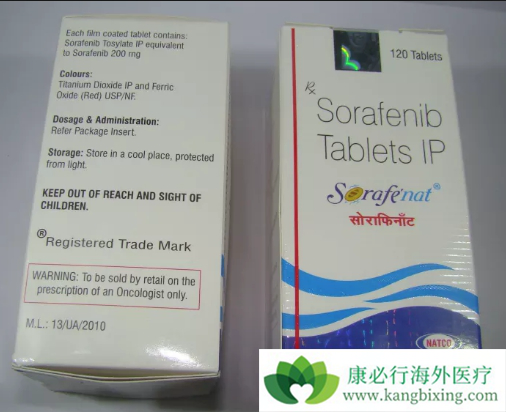 Each film coated tablet contains:
Sorafenib Tosylate IP equivalent
to Sorafenib 200 mg
Colours:
Titanium Dioxide IP and Ferric
Oxide (Red) USP/NF.
Dosage & Administration:
Refer Package Insert.
Storage: Store in a cool place, protected
from light.
KEEP OUT OF REACH AND SIGHT OF
CHILDREN.
®Registered Trade Mark
WARNING: To be sold by retail on the
prescription of an Oncologist only.
M.L.: 13/UA/2010
120 Tablets
Rx
Sorafenib
Tablets IP
Sorafenat®
सोराफिनॅट
NATCO
康必行海外医疗
www.kangbixing.com